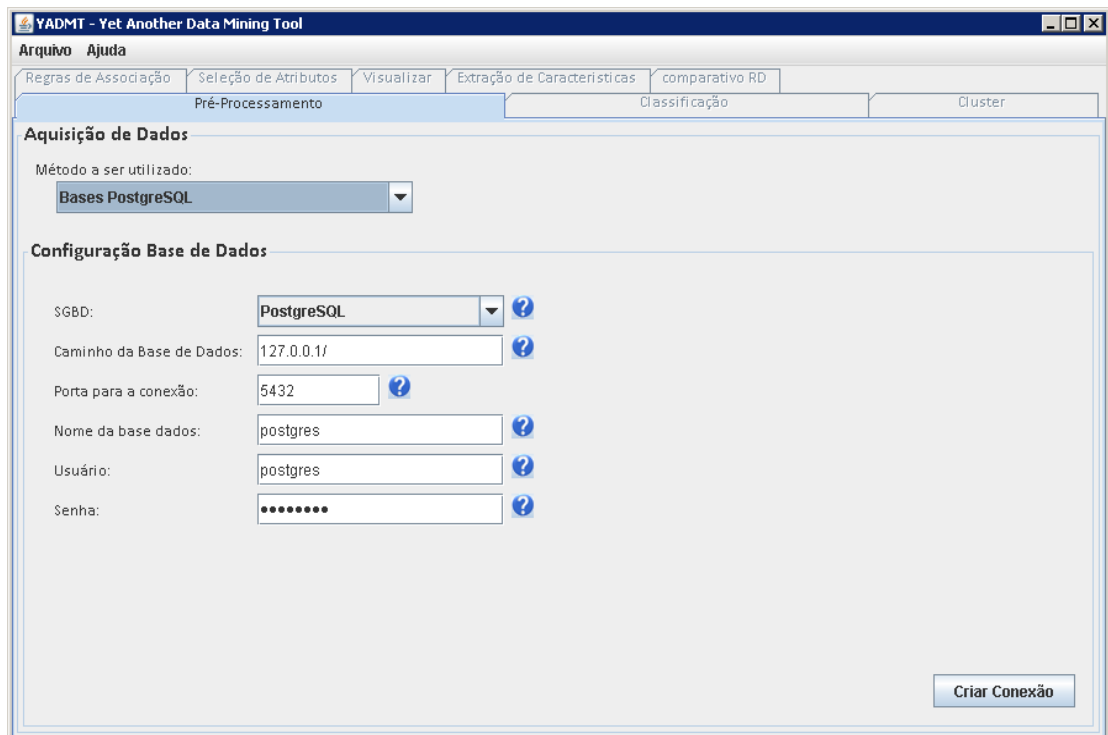 YADMT - Yet Another Data Mining Tool
Arquivo Ajuda
Regras de Associação Seleção de Atributos Visualizar Extração de Caracteristicas comparativo RD
Pré-Processamento Classificação Cluster
Aquisição de Dados
Método a ser utilizado:
Bases PostgreSQL
Configuração Base de Dados
SGBD: PostgreSQL ?
Caminho da Base de Dados: 127.0.0.1/ ?
Porta para a conexão: 5432 ?
Nome da base dados: postgres ?
Usuário: postgres ?
Senha: •••••••• ?
Criar Conexão